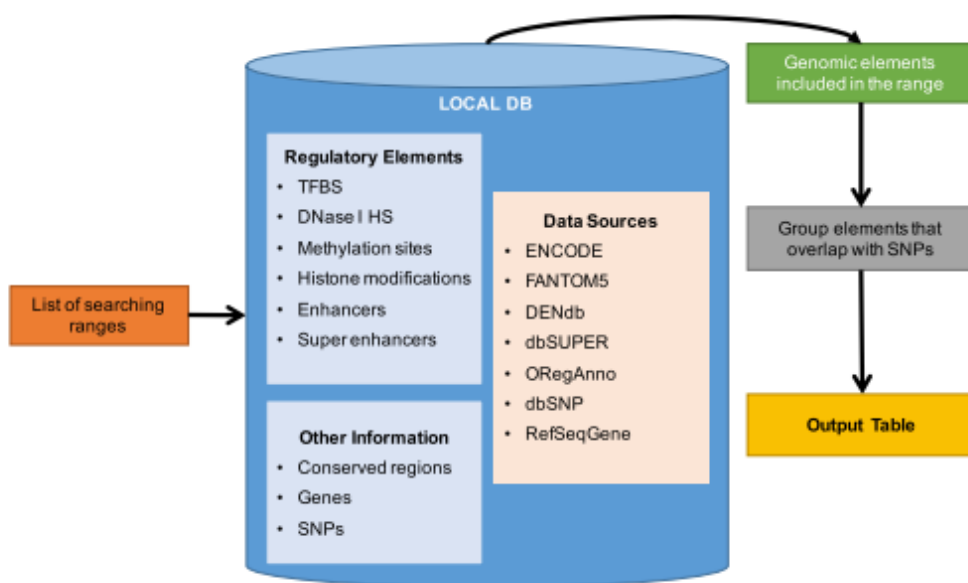 List of searching
ranges
LOCAL DB
Regulatory Elements
• TFBS
• DNase I HS
• Methylation sites
• Histone modifications
• Enhancers
• Super enhancers
Other Information
• Conserved regions
• Genes
• SNPs
Data Sources
• ENCODE
• FANTOM5
• DENdb
• dbSUPER
• ORegAnno
• dbSNP
• RefSeqGene
Genomic elements
included in the range
Group elements that
overlap with SNPs
Output Table